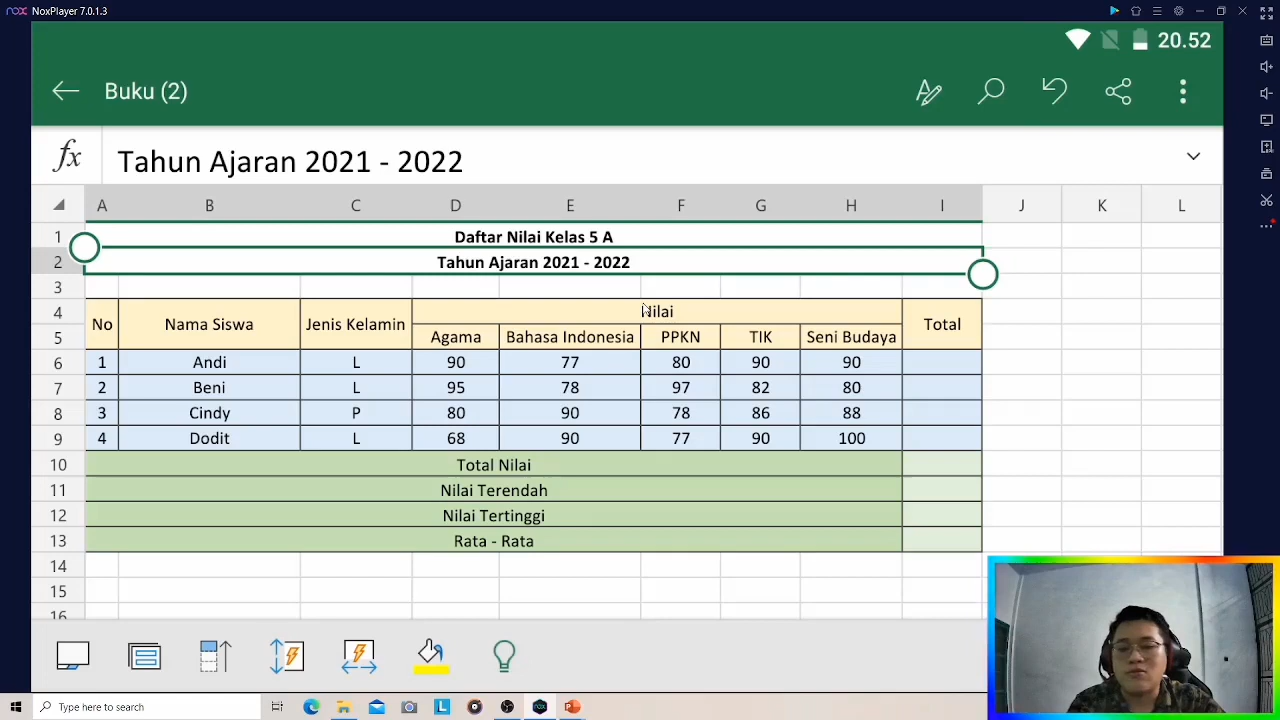 nox NoxPlayer 7.0.1.3
20.52
Buku (2)
fx Tahun Ajaran 2021 - 2022
A B C D E F G H I J K L
1 Daftar Nilai Kelas 5 A
2 Tahun Ajaran 2021 - 2022
3
4 No Nama Siswa Jenis Kelamin Nilai Total
5 Agama Bahasa Indonesia PPKN TIK Seni Budaya
6 1 Andi L 90 77 80 90 90
7 2 Beni L 95 78 97 82 80
8 3 Cindy P 80 90 78 86 88
9 4 Dodit L 68 90 77 90 100
10 Total Nilai
11 Nilai Terendah
12 Nilai Tertinggi
13 Rata - Rata
14
15
16
Type here to search